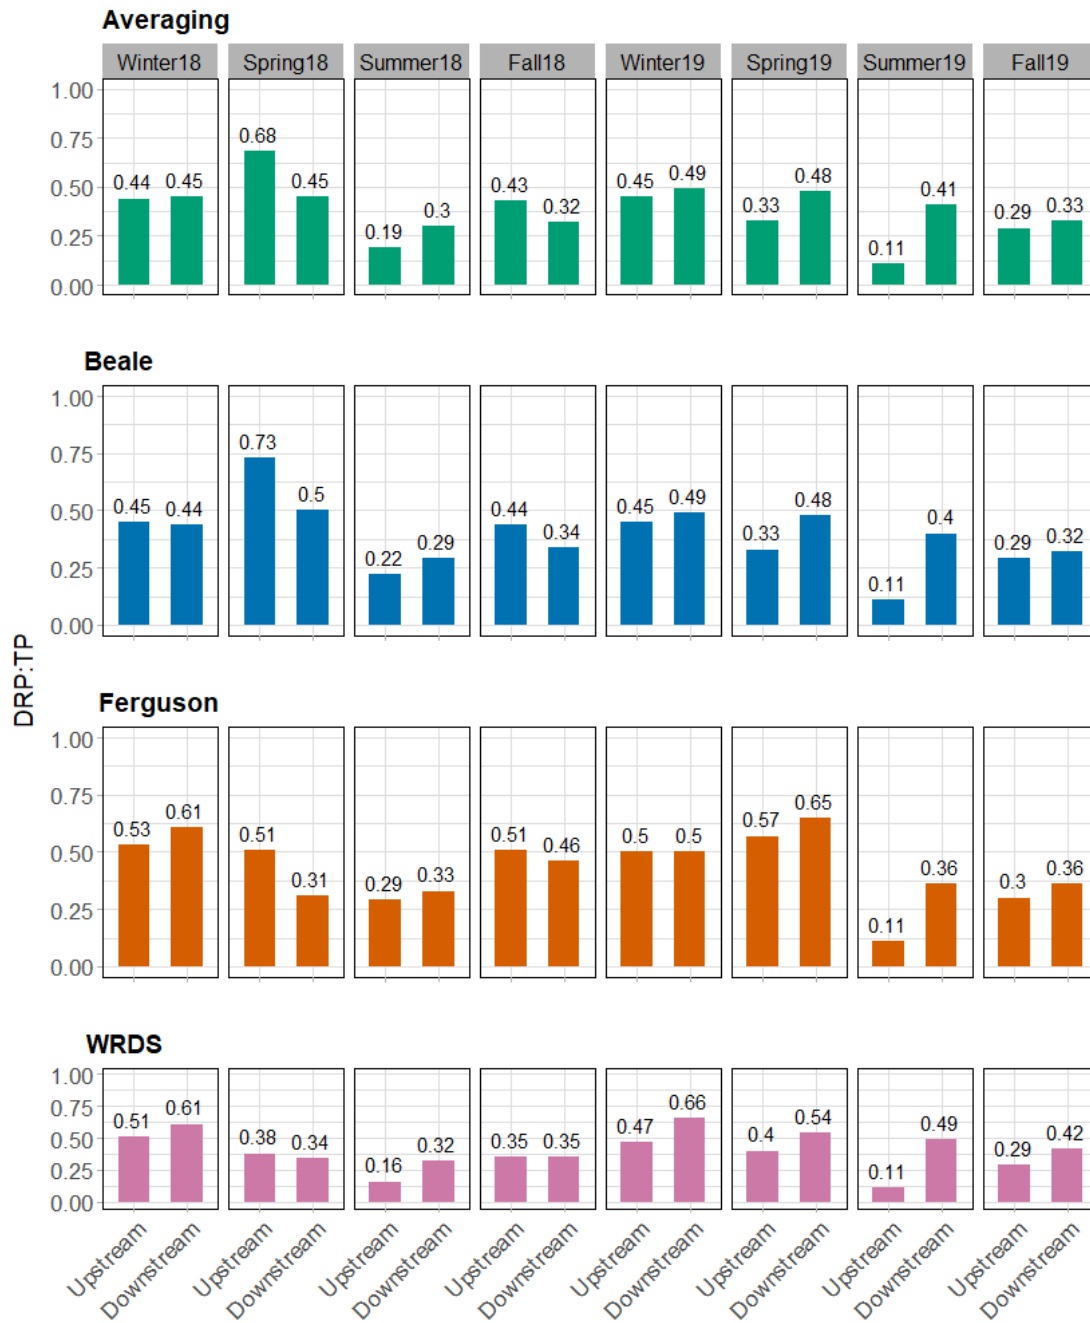 Averaging
Winter18 Spring18 Summer18 Fall18 Winter19 Spring19 Summer19 Fall19
1.00
0.75
0.50
0.25
0.00
0.44 0.45 0.68 0.45 0.19 0.3 0.43 0.32 0.45 0.49 0.33 0.48 0.11 0.41 0.29 0.33
Beale
1.00
0.75
0.50
0.25
0.00
0.45 0.44 0.73 0.5 0.22 0.29 0.44 0.34 0.45 0.49 0.33 0.48 0.11 0.4 0.29 0.32
DRP:TP
Ferguson
1.00
0.75
0.50
0.25
0.00
0.53 0.61 0.51 0.31 0.29 0.33 0.51 0.46 0.5 0.5 0.57 0.65 0.11 0.36 0.3 0.36
WRDS
1.00
0.75
0.50
0.25
0.00
0.51 0.61 0.38 0.34 0.16 0.32 0.35 0.35 0.47 0.66 0.4 0.54 0.11 0.49 0.29 0.42
Upstream Downstream Upstream Downstream Upstream Downstream Upstream Downstream Upstream Downstream Upstream Downstream Upstream Downstream Upstream Downstream